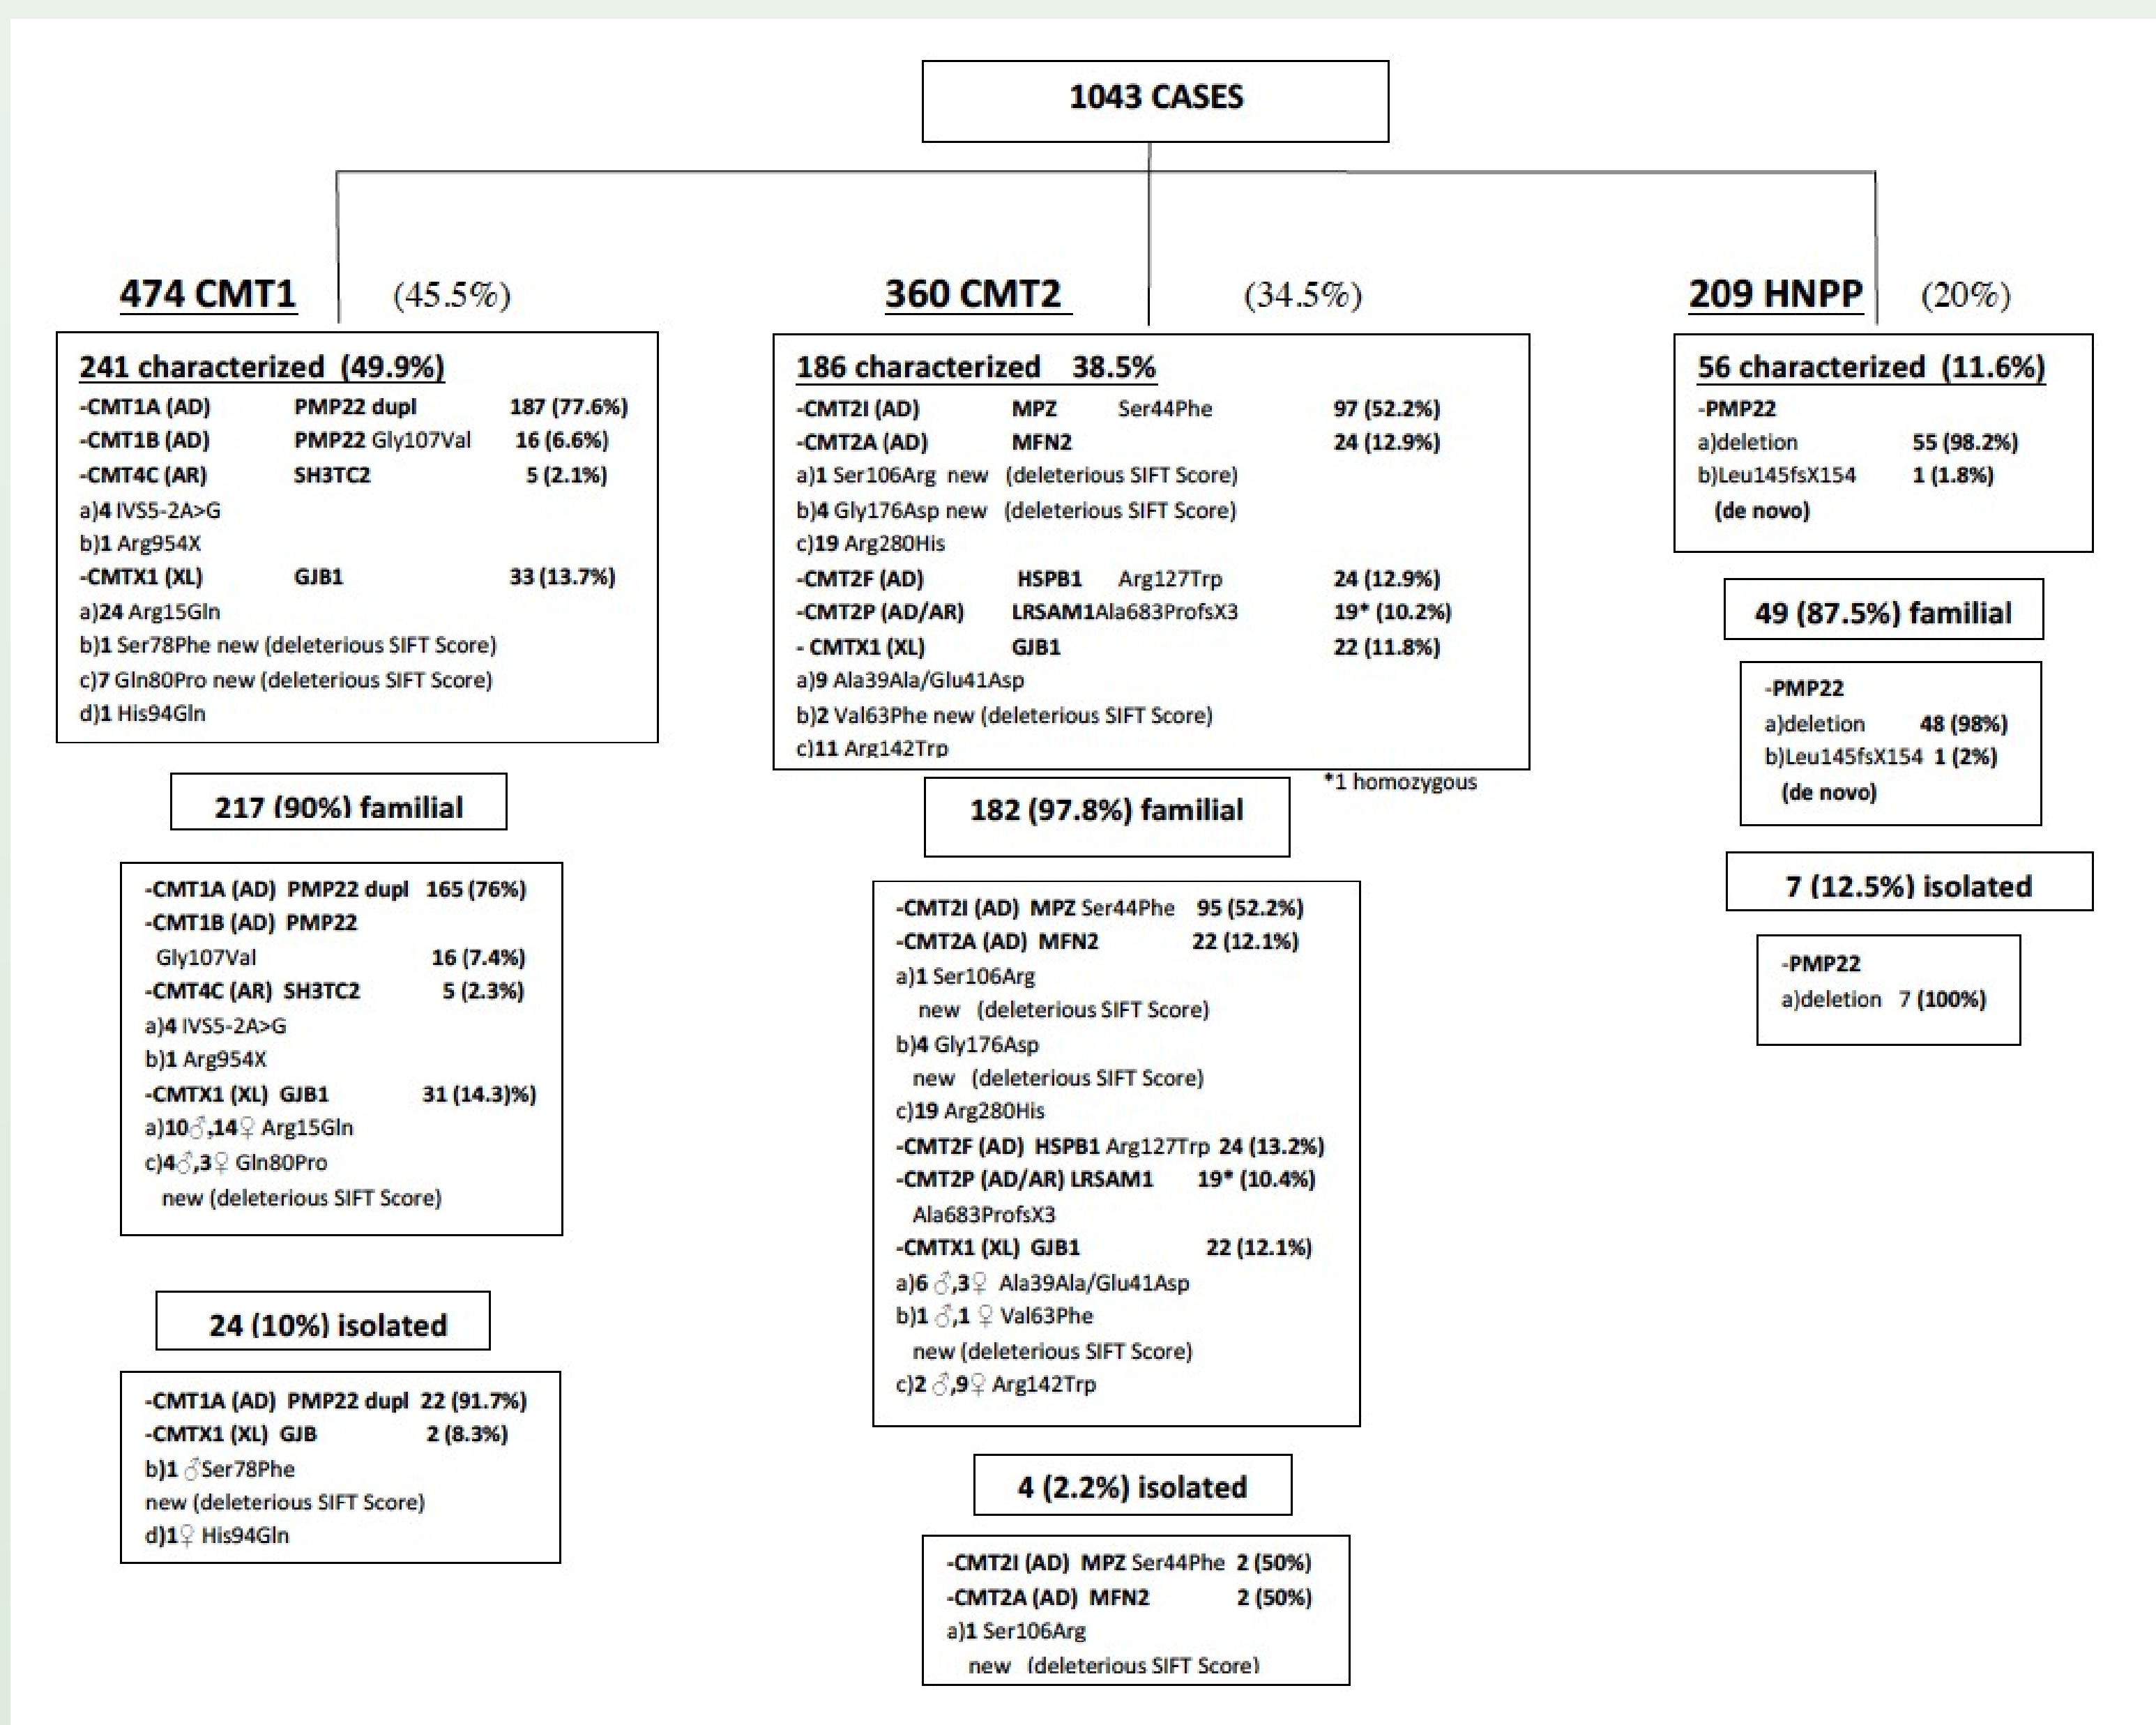 1043 CASES
474 CMT1 (45.5%)
241 characterized (49.9%)
-CMT1A (AD) PMP22 dupl 187 (77.6%)
-CMT1B (AD) PMP22 Gly107Val 16 (6.6%)
-CMT4C (AR) SH3TC2 5 (2.1%)
a)4 IVS5-2A>G
b)1 Arg954X
-CMTX1 (XL) GJB1 33 (13.7%)
a)24 Arg15Gln
b)1 Ser78Phe new (deleterious SIFT Score)
c)7 Gln80Pro new (deleterious SIFT Score)
d)1 His94Gln
217 (90%) familial
-CMT1A (AD) PMP22 dupl 165 (76%)
-CMT1B (AD) PMP22
Gly107Val 16 (7.4%)
-CMT4C (AR) SH3TC2 5 (2.3%)
a)4 IVS5-2A>G
b)1 Arg954X
-CMTX1 (XL) GJB1 31 (14.3)%)
a)10♂,14♀ Arg15Gln
c)4♂,3♀ Gln80Pro
new (deleterious SIFT Score)
24 (10%) isolated
-CMT1A (AD) PMP22 dupl 22 (91.7%)
-CMTX1 (XL) GJB 2 (8.3%)
b)1 ♂Ser78Phe
new (deleterious SIFT Score)
d)1♀ His94Gln
360 CMT2 (34.5%)
186 characterized 38.5%
-CMT2I (AD) MPZ Ser44Phe 97 (52.2%)
-CMT2A (AD) MFN2 24 (12.9%)
a)1 Ser106Arg new (deleterious SIFT Score)
b)4 Gly176Asp new (deleterious SIFT Score)
c)19 Arg280His
-CMT2F (AD) HSPB1 Arg127Trp 24 (12.9%)
-CMT2P (AD/AR) LRSAM1Ala683ProfsX3 19* (10.2%)
- CMTX1 (XL) GJB1 22 (11.8%)
a)9 Ala39Ala/Glu41Asp
b)2 Val63Phe new (deleterious SIFT Score)
c)11 Arg142Trp
*1 homozygous
182 (97.8%) familial
-CMT2I (AD) MPZ Ser44Phe 95 (52.2%)
-CMT2A (AD) MFN2 22 (12.1%)
a)1 Ser106Arg
new (deleterious SIFT Score)
b)4 Gly176Asp
new (deleterious SIFT Score)
c)19 Arg280His
-CMT2F (AD) HSPB1 Arg127Trp 24 (13.2%)
-CMT2P (AD/AR) LRSAM1 19* (10.4%)
Ala683ProfsX3
-CMTX1 (XL) GJB1 22 (12.1%)
a)6 ♂,3♀ Ala39Ala/Glu41Asp
b)1 ♂,1 ♀ Val63Phe
new (deleterious SIFT Score)
c)2 ♂,9♀ Arg142Trp
4 (2.2%) isolated
-CMT2I (AD) MPZ Ser44Phe 2 (50%)
-CMT2A (AD) MFN2 2 (50%)
a)1 Ser106Arg
new (deleterious SIFT Score)
209 HNPP (20%)
56 characterized (11.6%)
-PMP22
a)deletion 55 (98.2%)
b)Leu145fsX154 1 (1.8%)
(de novo)
49 (87.5%) familial
-PMP22
a)deletion 48 (98%)
b)Leu145fsX154 1 (2%)
(de novo)
7 (12.5%) isolated
-PMP22
a)deletion 7 (100%)